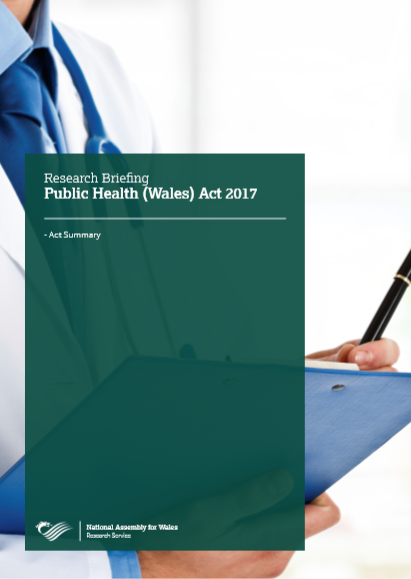 Research Briefing
Public Health (Wales) Act 2017
- Act Summary
National Assembly for Wales
Research Service